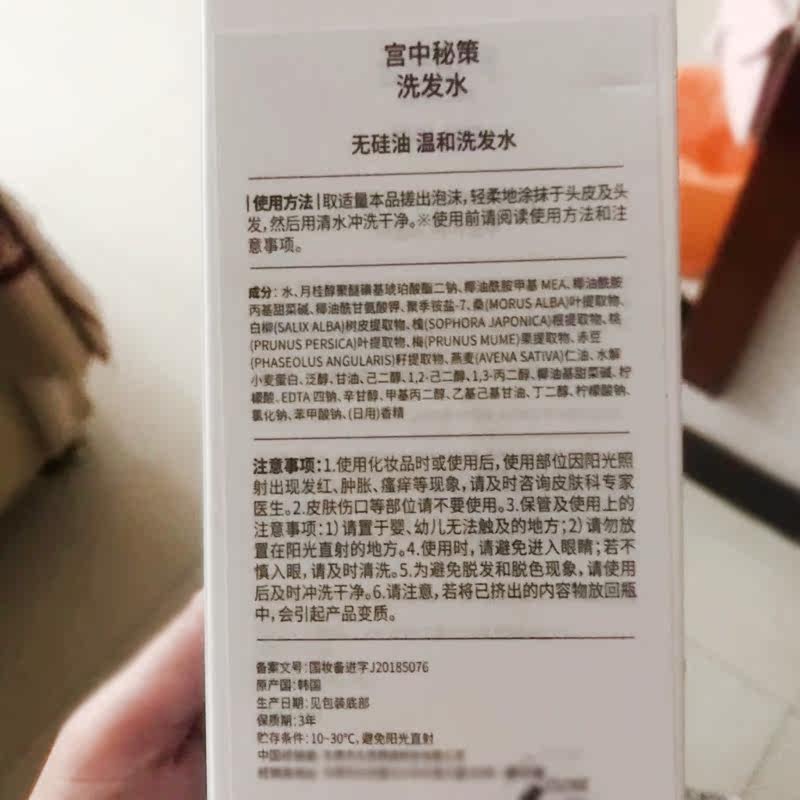 宫中秘策
洗发水
无硅油 温和洗发水
|使用方法|取适量本品搓出泡沫,轻柔地涂抹于头皮及头
发,然后用清水冲洗干净。※使用前请阅读使用方法和注
意事项。
成分: 水、月桂醇聚醚磺基琥珀酸酯二钠、椰油酰胺甲基 MEA、椰油酰胺
丙基甜菜碱、椰油酰甘氨酸钾、聚季铵盐-7、桑(MORUS ALBA)叶提取物、
白柳(SALIX ALBA)树皮提取物、槐(SOPHORA JAPONICA)根提取物、桃
(PRUNUS PERSICA)叶提取物、梅(PRUNUS MUME)果提取物、赤豆
(PHASEOLUS ANGULARIS)籽提取物、燕麦(AVENA SATIVA)仁油、水解
小麦蛋白、泛醇、甘油、己二醇、1,2-己二醇、1,3-丙二醇、椰油基甜菜碱、柠
檬酸、EDTA 四钠、辛甘醇、甲基丙二醇、乙基己基甘油、丁二醇、柠檬酸钠、
氯化钠、苯甲酸钠、(日用)香精
注意事项:1.使用化妆品时或使用后,使用部位因阳光照
射出现发红、肿胀、瘙痒等现象,请及时咨询皮肤科专家
医生。2.皮肤伤口等部位请不要使用。3.保管及使用上的
注意事项:1)请置于婴、幼儿无法触及的地方;2)请勿放
置在阳光直射的地方。4.使用时,请避免进入眼睛;若不
慎入眼,请及时清洗。5.为避免脱发和脱色现象,请使用
后及时冲洗干净。6.请注意,若将已挤出的内容物放回瓶
中,会引起产品变质。
备案文号:国妆备进字J20185076
原产国:韩国
生产日期:见包装底部
保质期:3年
贮存条件:10~30℃,避免阳光直射